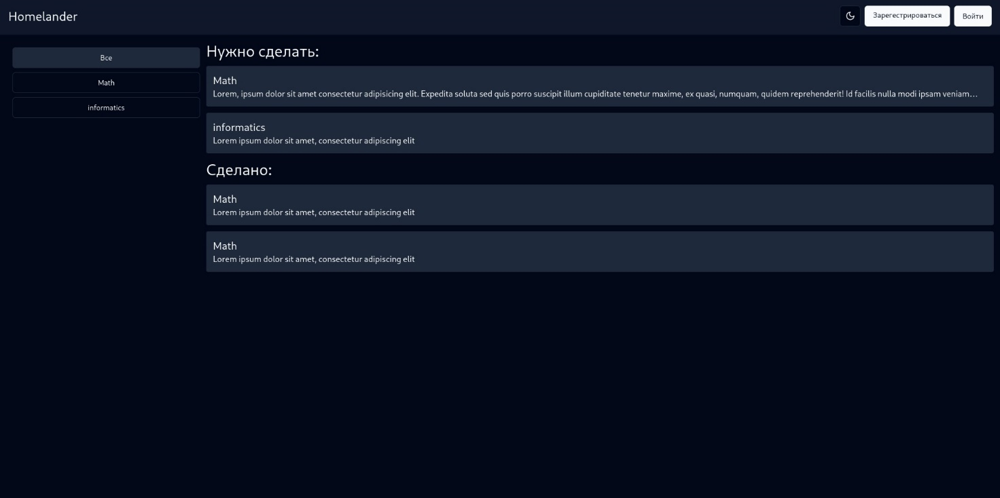 Homelander
Зарегестрироваться
Войти
Все
Math
informatics
Нужно сделать:
Math
Lorem, ipsum dolor sit amet consectetur adipisicing elit. Expedita soluta sed quis porro suscipit illum cupiditate tenetur maxime, ex quasi, numquam, quidem reprehenderit! Id facilis nulla modi ipsam veniam...
informatics
Lorem ipsum dolor sit amet, consectetur adipiscing elit
Сделано:
Math
Lorem ipsum dolor sit amet, consectetur adipiscing elit
Math
Lorem ipsum dolor sit amet, consectetur adipiscing elit